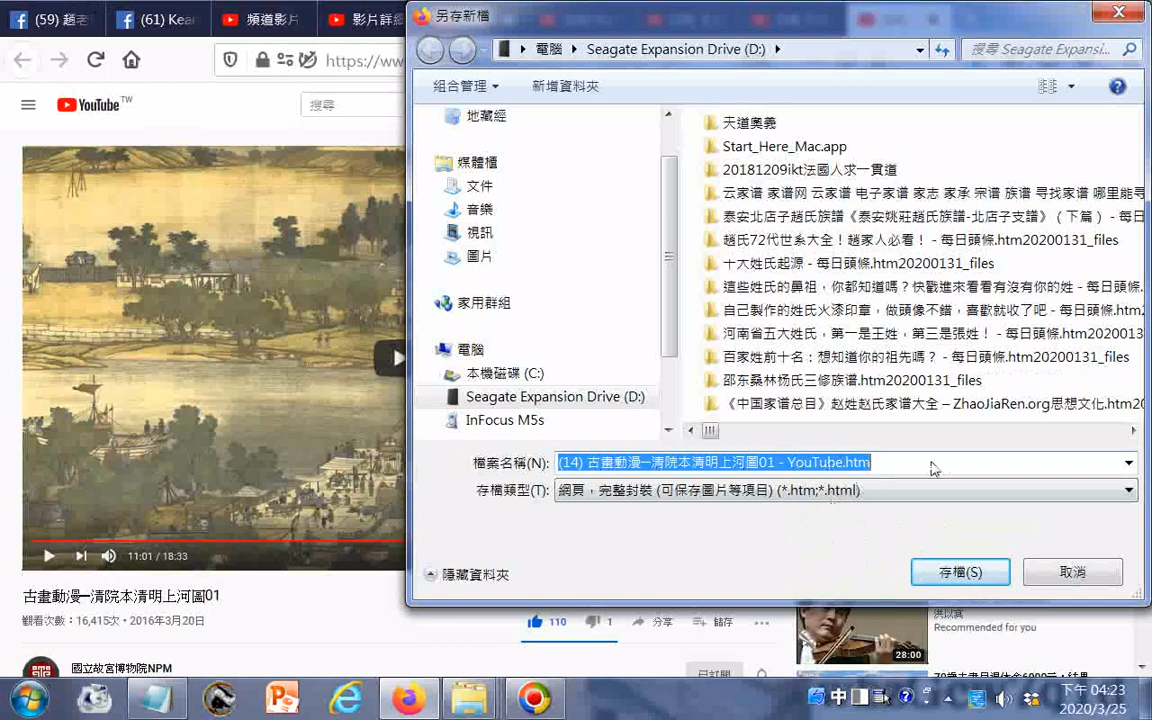 (59) 趙老
(61) Kea
頻道影片
影片詳細
另存新檔
電腦 ▸ Seagate Expansion Drive (D:) ▸
搜尋 Seagate Expansi...
https://ww
組合管理
新增資料夾
YouTube TW
搜尋
地藏經
媒體櫃
文件
音樂
視訊
圖片
家用群組
電腦
本機磁碟 (C:)
Seagate Expansion Drive (D:)
InFocus M5s
天道奧義
Start_Here_Mac.app
20181209ikt法國人求一貫道
云家谱 家谱网 云家谱 电子家谱 家志 家承 宗谱 族谱 寻找家谱 哪里能寻
泰安北店子趙氏族譜《泰安姚莊趙氏族譜-北店子支譜》（下篇） - 每日
趙氏72代世系大全！趙家人必看！ - 每日頭條.htm20200131_files
十大姓氏起源 - 每日頭條.htm20200131_files
這些姓氏的鼻祖，你都知道嗎？快戳進來看看有沒有你的姓 - 每日頭條.
自己製作的姓氏火漆印章，做頭像不錯，喜歡就收了吧 - 每日頭條.htm
河南省五大姓氏，第一是王姓，第三是張姓！ - 每日頭條.htm2020013
百家姓前十名：想知道你的祖先嗎？ - 每日頭條.htm20200131_files
邵东桑林杨氏三修族谱.htm20200131_files
《中国家谱总目》赵姓赵氏家谱大全 – ZhaoJiaRen.org思想文化.htm20
檔案名稱(N):
(14) 古畫動漫─清院本清明上河圖01 - YouTube.htm
存檔類型(T):
網頁，完整封裝 (可保存圖片等項目) (*.htm;*.html)
隱藏資料夾
存檔(S)
取消
11:01 / 18:33
古畫動漫─清院本清明上河圖01
觀看次數：16,415次・2016年3月20日
110
1
分享
儲存
洪以真
Recommended for you
28:00
國立故宮博物院NPM
已訂閱
中
下午 04:23
2020/3/25